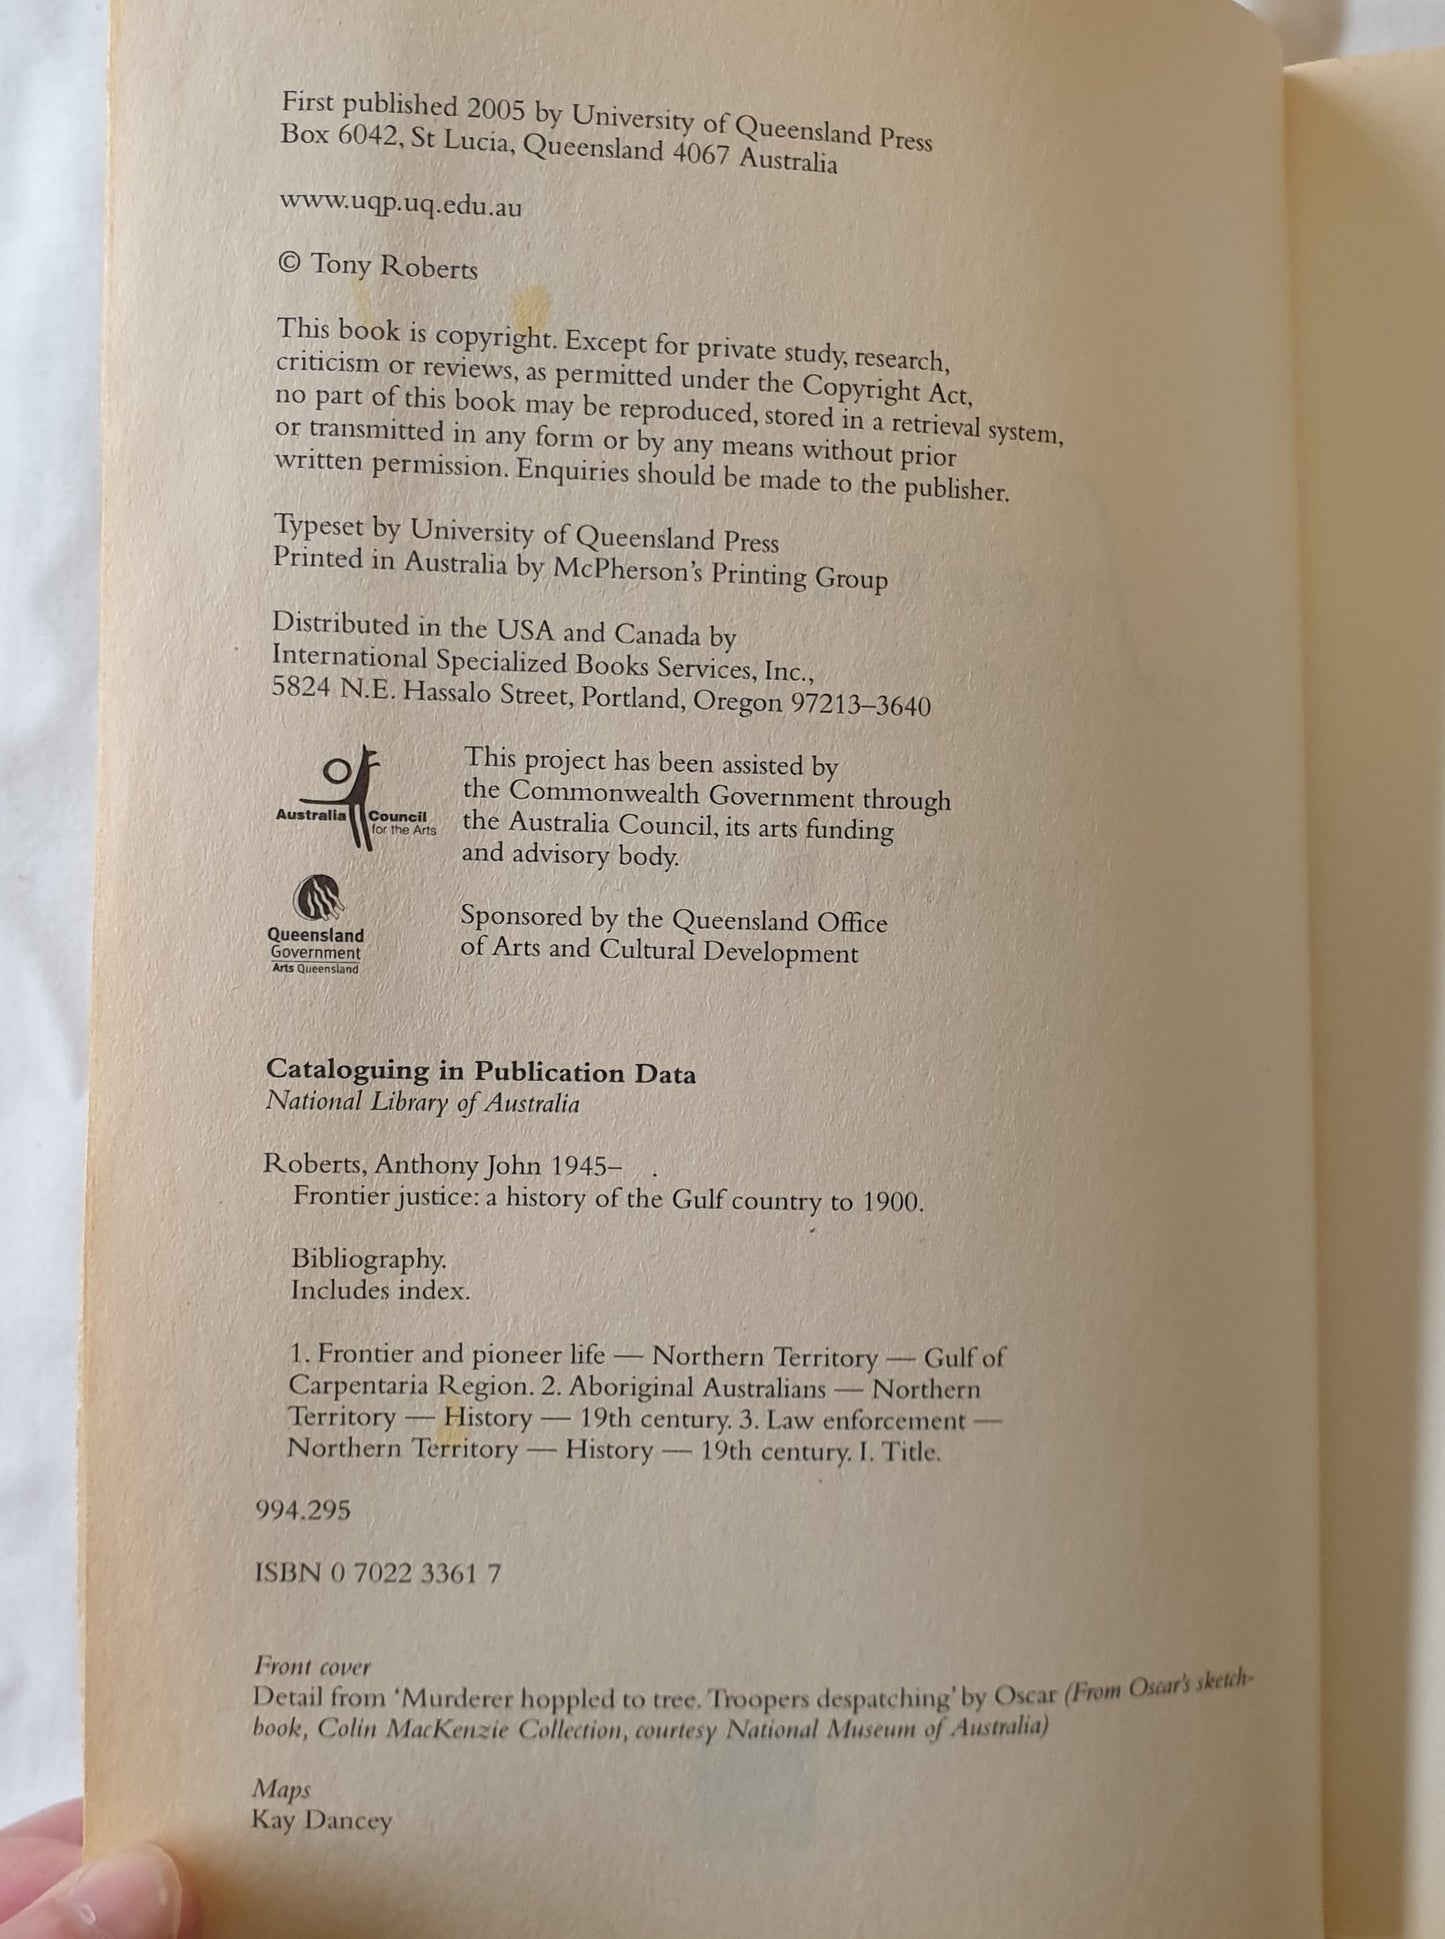 First published 2005 by University of Queensland Press
Box 6042, St Lucia, Queensland 4067 Australia
www.uqp.uq.edu.au
© Tony Roberts
This book is copyright. Except for private study, research,
criticism or reviews, as permitted under the Copyright Act,
no part of this book may be reproduced, stored in a retrieval system,
or transmitted in any form or by any means without prior
written permission. Enquiries should be made to the publisher.
Typeset by University of Queensland Press
Printed in Australia by McPherson's Printing Group
Distributed in the USA and Canada by
International Specialized Books Services, Inc.,
5824 N.E. Hassalo Street, Portland, Oregon 97213–3640
Australia Council
for the Arts
This project has been assisted by
the Commonwealth Government through
the Australia Council, its arts funding
and advisory body.
Queensland
Government
Arts Queensland
Sponsored by the Queensland Office
of Arts and Cultural Development
Cataloguing in Publication Data
National Library of Australia
Roberts, Anthony John 1945– .
Frontier justice: a history of the Gulf country to 1900.
Bibliography.
Includes index.
1. Frontier and pioneer life — Northern Territory — Gulf of
Carpentaria Region. 2. Aboriginal Australians — Northern
Territory — History — 19th century. 3. Law enforcement —
Northern Territory — History — 19th century. I. Title.
994.295
ISBN 0 7022 3361 7
Front cover
Detail from 'Murderer hoppled to tree. Troopers despatching' by Oscar (From Oscar's sketch-
book, Colin MacKenzie Collection, courtesy National Museum of Australia)
Maps
Kay Dancey